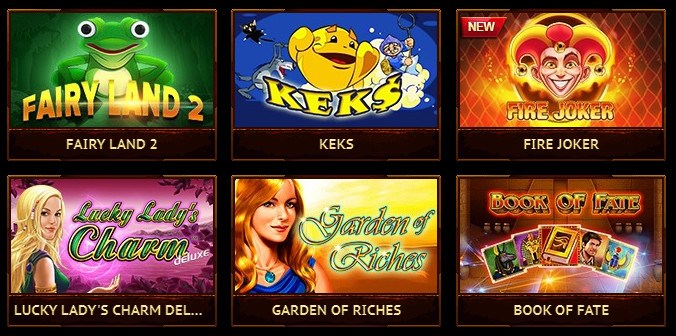 FAIRY LAND 2
FAIRY LAND 2
KEK$
KEKS
NEW
FIRE JOKER
FIRE JOKER
Lucky Lady's
Charm
deluxe
LUCKY LADY'S CHARM DEL...
Garden of
Riches
GARDEN OF RICHES
BOOK OF FATE
BOOK OF FATE